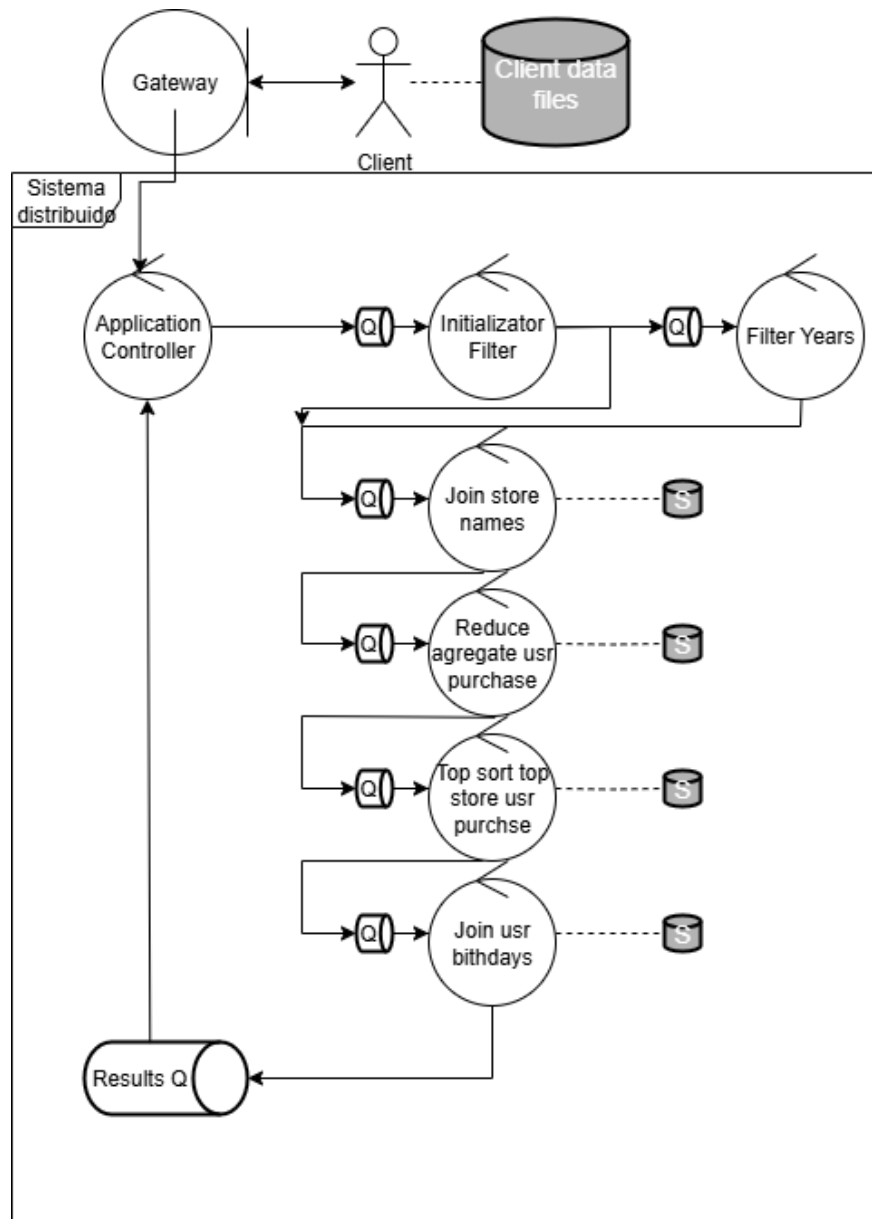 Gateway
Client data
files
Client
Sistema
distribuido
Application
Controller
Q
Initializator
Filter
Q
Filter Years
Q
Join store
names
S
Q
Reduce
agregate usr
purchase
S
Q
Top sort top
store usr
purchse
S
Q
Join usr
bithdays
S
Results Q